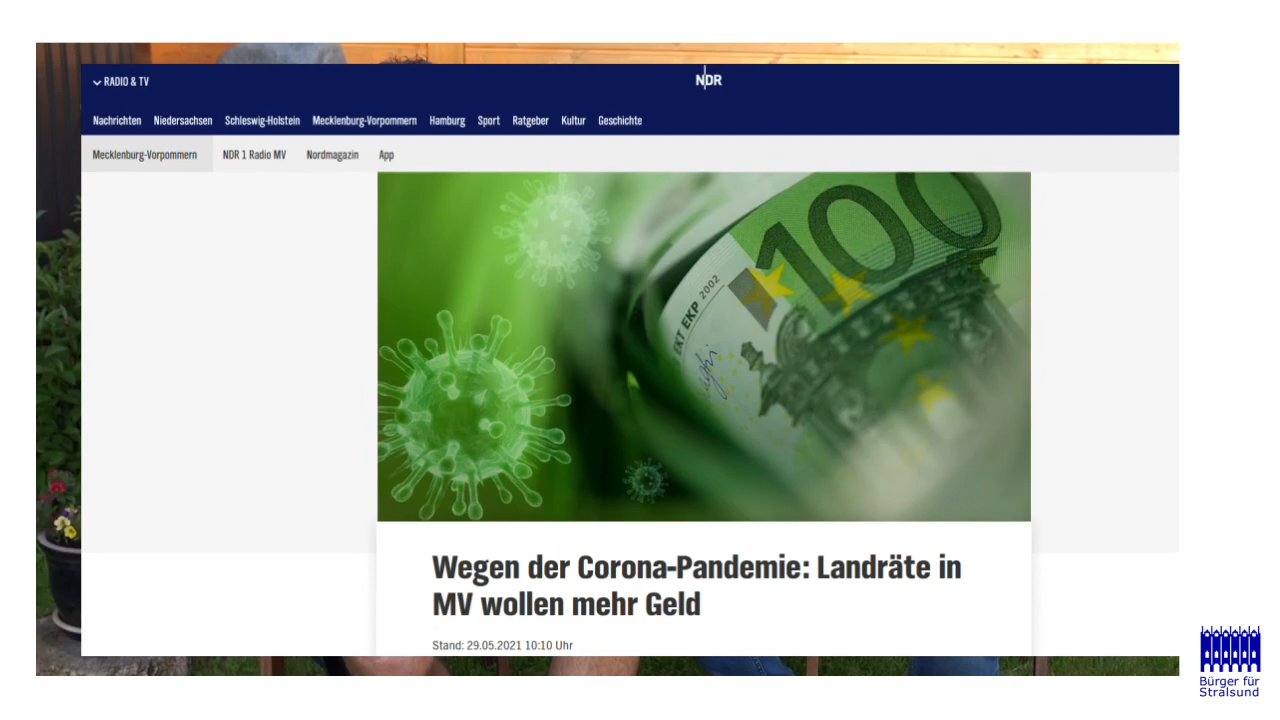 RADIO & TV
NDR
Nachrichten Niedersachsen Schleswig-Holstein Mecklenburg-Vorpommern Hamburg Sport Ratgeber Kultur Geschichte
Mecklenburg-Vorpommern NDR 1 Radio MV Nordmagazin App
100
EKT EKP 2002
Wegen der Corona-Pandemie: Landräte in
MV wollen mehr Geld
Stand: 29.05.2021 10:10 Uhr
Bürger für
Stralsund